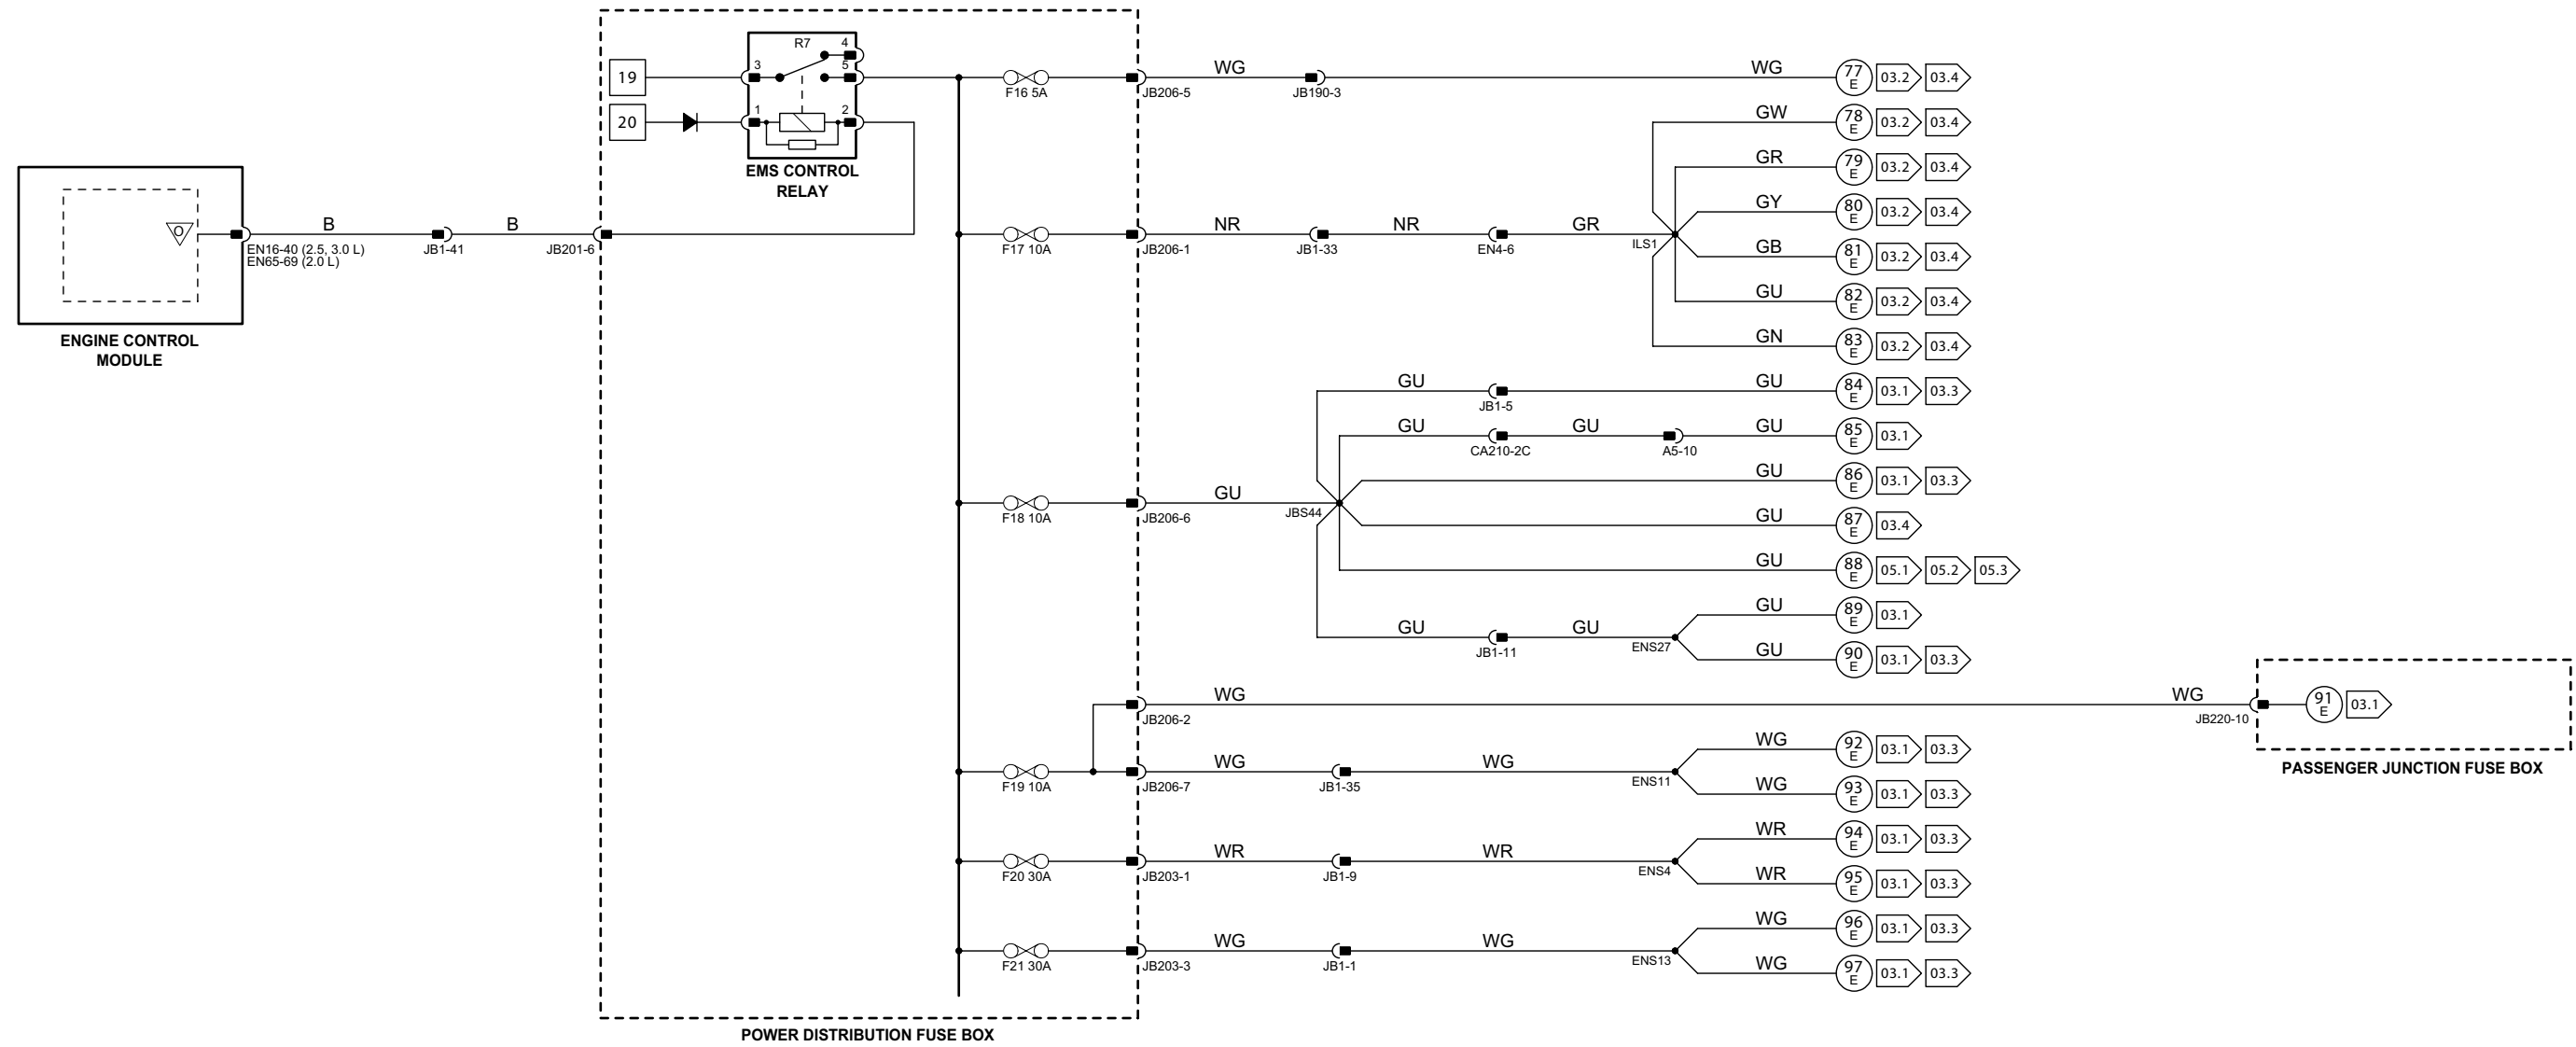 R7
4
3
5
1
2
19
20
EMS CONTROL
RELAY
O
ENGINE CONTROL
MODULE
B
B
EN16-40 (2.5, 3.0 L)
EN65-69 (2.0 L)
JB1-41
JB201-6
WG
WG
F16 5A
JB206-5
JB190-3
77
E
03.2
03.4
GW
78
E
03.2
03.4
GR
79
E
03.2
03.4
GY
80
E
03.2
03.4
NR
NR
GR
F17 10A
JB206-1
JB1-33
EN4-6
ILS1
GB
81
E
03.2
03.4
GU
82
E
03.2
03.4
GN
83
E
03.2
03.4
GU
GU
JB1-5
84
E
03.1
03.3
GU
GU
GU
CA210-2C
A5-10
85
E
03.1
GU
86
E
03.1
03.3
GU
F18 10A
JB206-6
JBS44
GU
87
E
03.4
GU
88
E
05.1
05.2
05.3
GU
89
E
03.1
GU
GU
JB1-11
ENS27
GU
90
E
03.1
03.3
WG
WG
JB206-2
JB220-10
91
E
03.1
PASSENGER JUNCTION FUSE BOX
WG
92
E
03.1
03.3
WG
WG
F19 10A
JB206-7
JB1-35
ENS11
WG
93
E
03.1
03.3
WR
94
E
03.1
03.3
WR
WR
F20 30A
JB203-1
JB1-9
ENS4
WR
95
E
03.1
03.3
WG
96
E
03.1
03.3
WG
WG
F21 30A
JB203-3
JB1-1
ENS13
WG
97
E
03.1
03.3
POWER DISTRIBUTION FUSE BOX